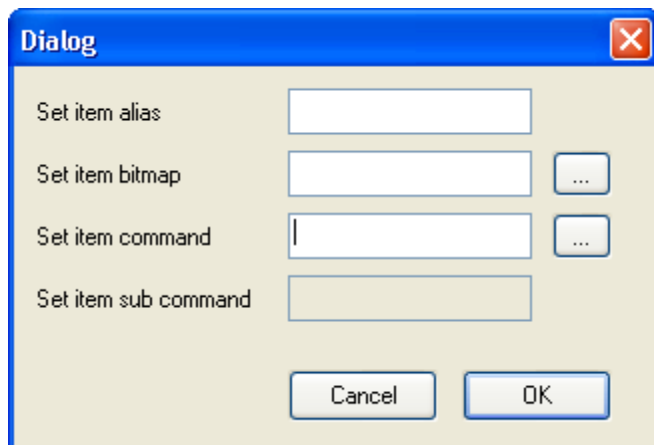 Dialog
Set item alias
Set item bitmap ...
Set item command ...
Set item sub command
Cancel OK